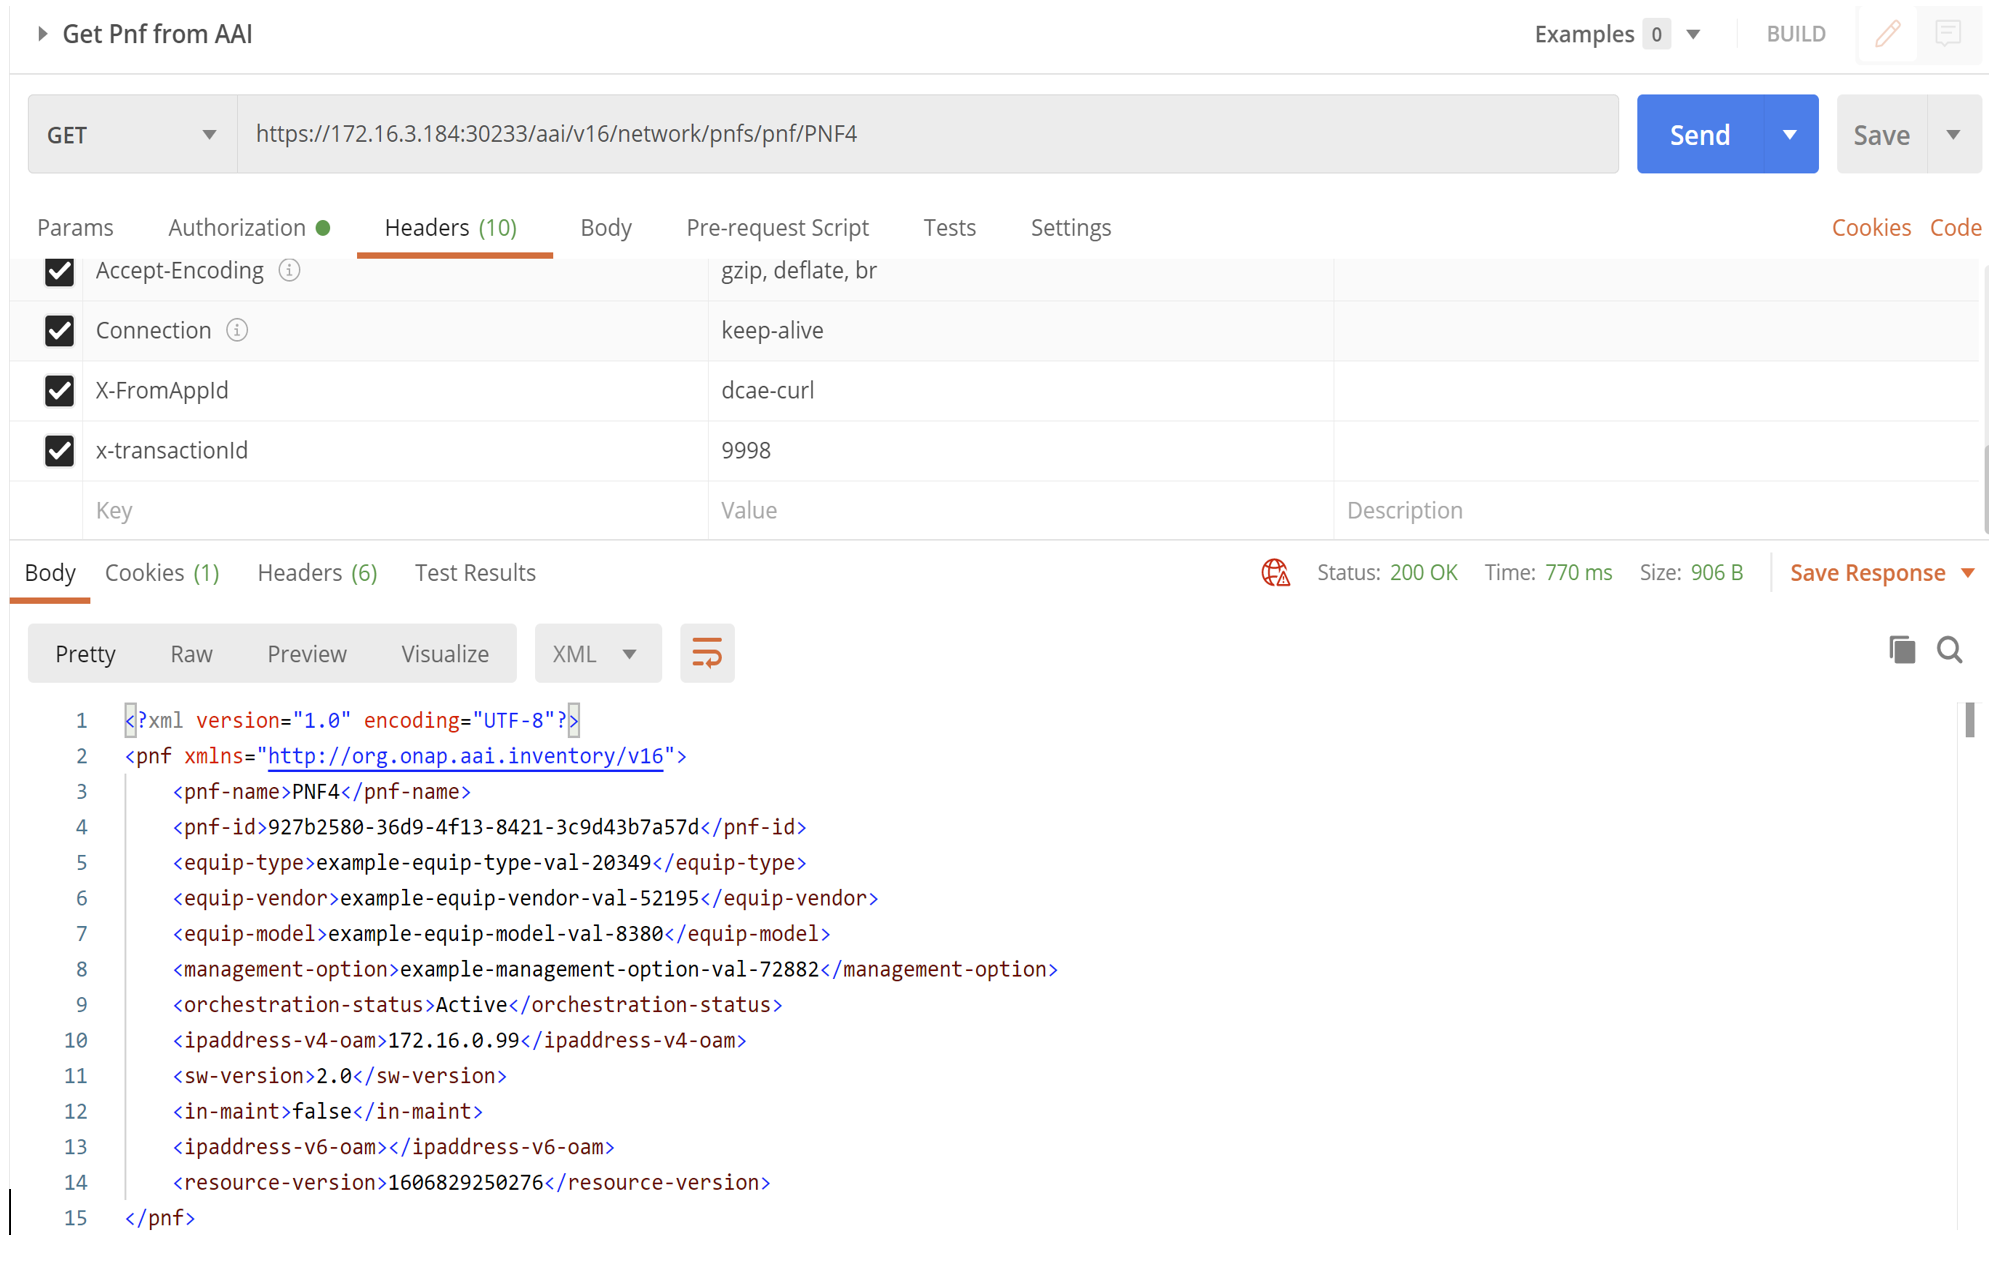 Get Pnf from AAI Examples 0 BUILD
GET https://172.16.3.184:30233/aai/v16/network/pnfs/pnf/PNF4 Send Save
Params Authorization Headers (10) Body Pre-request Script Tests Settings Cookies Code
Accept-Encoding gzip, deflate, br
Connection keep-alive
X-FromAppId dcae-curl
x-transactionId 9998
Key Value Description
Body Cookies (1) Headers (6) Test Results Status: 200 OK Time: 770 ms Size: 906 B Save Response
Pretty Raw Preview Visualize XML
1 <?xml version="1.0" encoding="UTF-8"?>
2 <pnf xmlns="http://org.onap.aai.inventory/v16">
3 <pnf-name>PNF4</pnf-name>
4 <pnf-id>927b2580-36d9-4f13-8421-3c9d43b7a57d</pnf-id>
5 <equip-type>example-equip-type-val-20349</equip-type>
6 <equip-vendor>example-equip-vendor-val-52195</equip-vendor>
7 <equip-model>example-equip-model-val-8380</equip-model>
8 <management-option>example-management-option-val-72882</management-option>
9 <orchestration-status>Active</orchestration-status>
10 <ipaddress-v4-oam>172.16.0.99</ipaddress-v4-oam>
11 <sw-version>2.0</sw-version>
12 <in-maint>false</in-maint>
13 <ipaddress-v6-oam></ipaddress-v6-oam>
14 <resource-version>1606829250276</resource-version>
15 </pnf>